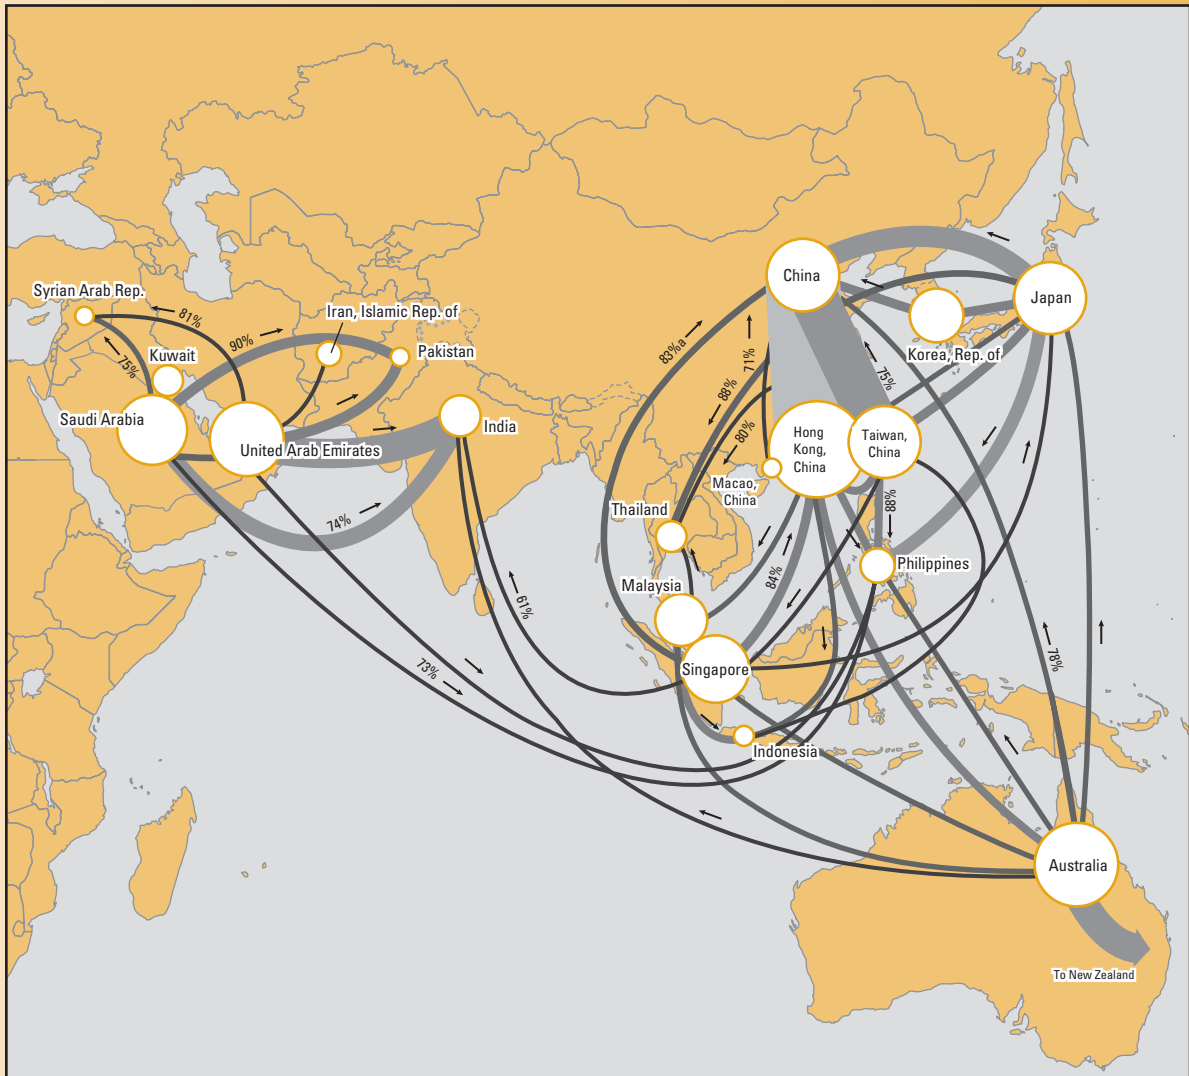 China
Japan
Korea, Rep. of
75%
83%a
71%
88%
80%
Syrian Arab Rep.
81%
75%
90%
Iran, Islamic Rep. of
Kuwait
Pakistan
Saudi Arabia
United Arab Emirates
India
74%
Hong
Kong,
China
Taiwan,
China
Macao,
China
88%
Thailand
Philippines
Malaysia
84%
61%
73%
Singapore
78%
Indonesia
Australia
To New Zealand